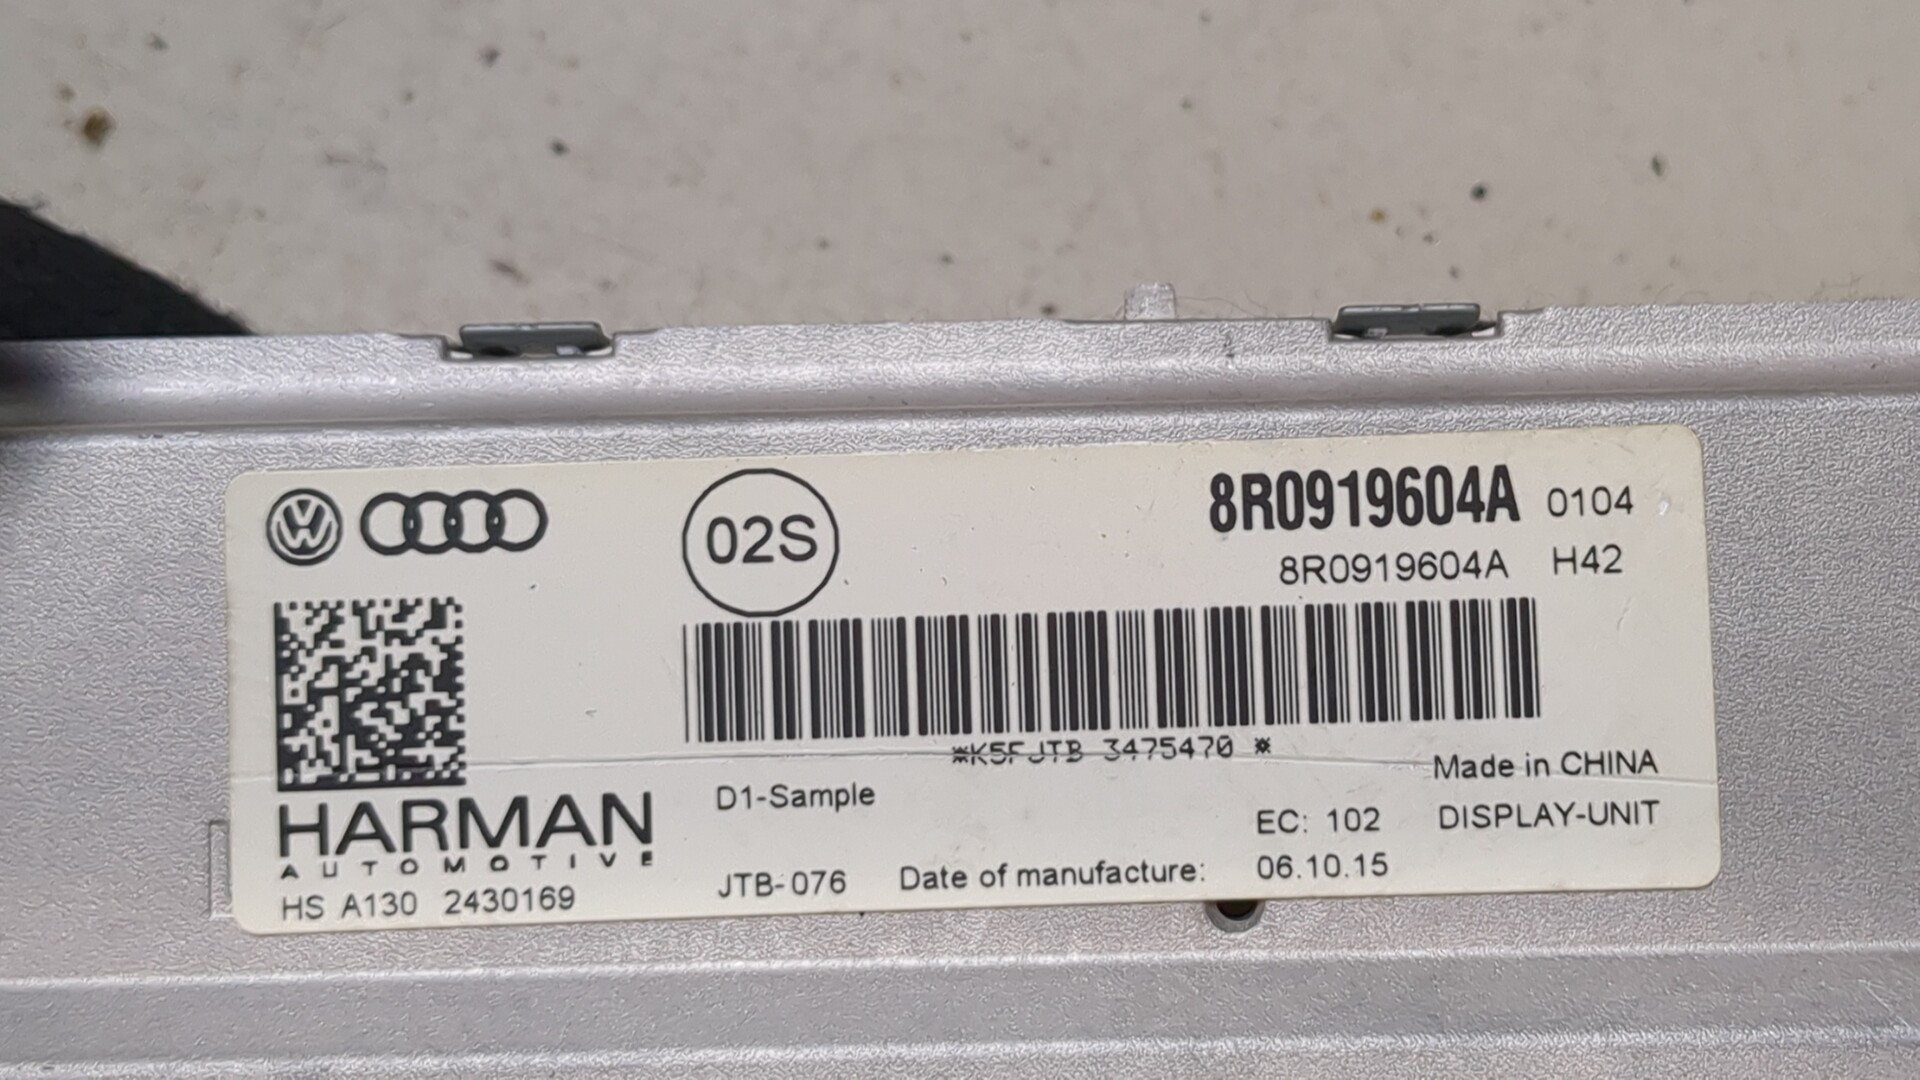 02S
8R0919604A 0104
8R0919604A H42
*K5FJTB 3475470 *
Made in CHINA
D1-Sample
HARMAN
AUTOMOTIVE
EC: 102 DISPLAY-UNIT
HS A130 2430169
JTB-076 Date of manufacture: 06.10.15